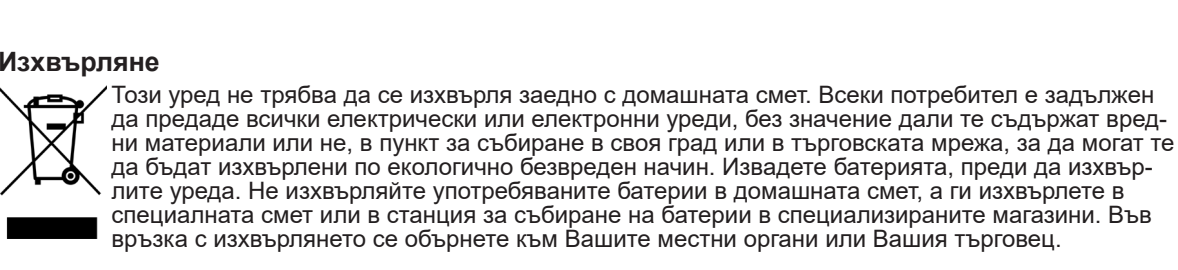 Изхвърляне
Този уред не трябва да се изхвърля заедно с домашната смет. Всеки потребител е задължен
да предаде всички електрически или електронни уреди, без значение дали те съдържат вред-
ни материали или не, в пункт за събиране в своя град или в търговската мрежа, за да могат те
да бъдат изхвърлени по екологично безвреден начин. Извадете батерията, преди да изхвър-
лите уреда. Не изхвърляйте употребяваните батерии в домашната смет, а ги изхвърлете в
специалната смет или в станция за събиране на батерии в специализираните магазини. Във
връзка с изхвърлянето се обърнете към Вашите местни органи или Вашия търговец.